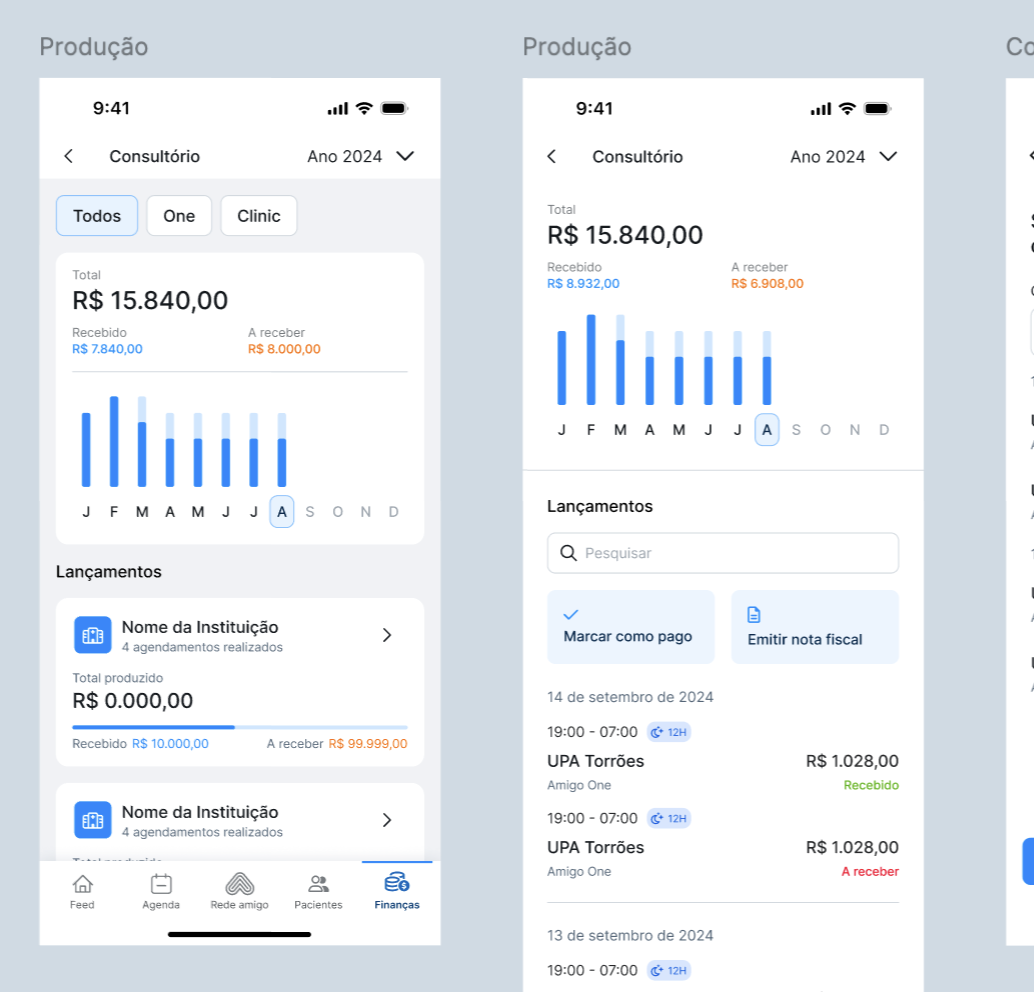 Produção
9:41
Consultório
Ano 2024
Todos
One
Clinic
Total
R$ 15.840,00
Recebido
A receber
R$ 7.840,00
R$ 8.000,00
J F M A M J J A S O N D
Lançamentos
Nome da Instituição
4 agendamentos realizados
Total produzido
R$ 0.000,00
Recebido R$ 10.000,00
A receber R$ 99.999,00
Nome da Instituição
4 agendamentos realizados
Total produzido
Feed
Agenda
Rede amigo
Pacientes
Finanças
Produção
9:41
Consultório
Ano 2024
Total
R$ 15.840,00
Recebido
A receber
R$ 8.932,00
R$ 6.908,00
J F M A M J J A S O N D
Lançamentos
Pesquisar
Marcar como pago
Emitir nota fiscal
14 de setembro de 2024
19:00 - 07:00 12H
UPA Torrões R$ 1.028,00
Amigo One Recebido
19:00 - 07:00 12H
UPA Torrões R$ 1.028,00
Amigo One A receber
13 de setembro de 2024
19:00 - 07:00 12H
Co